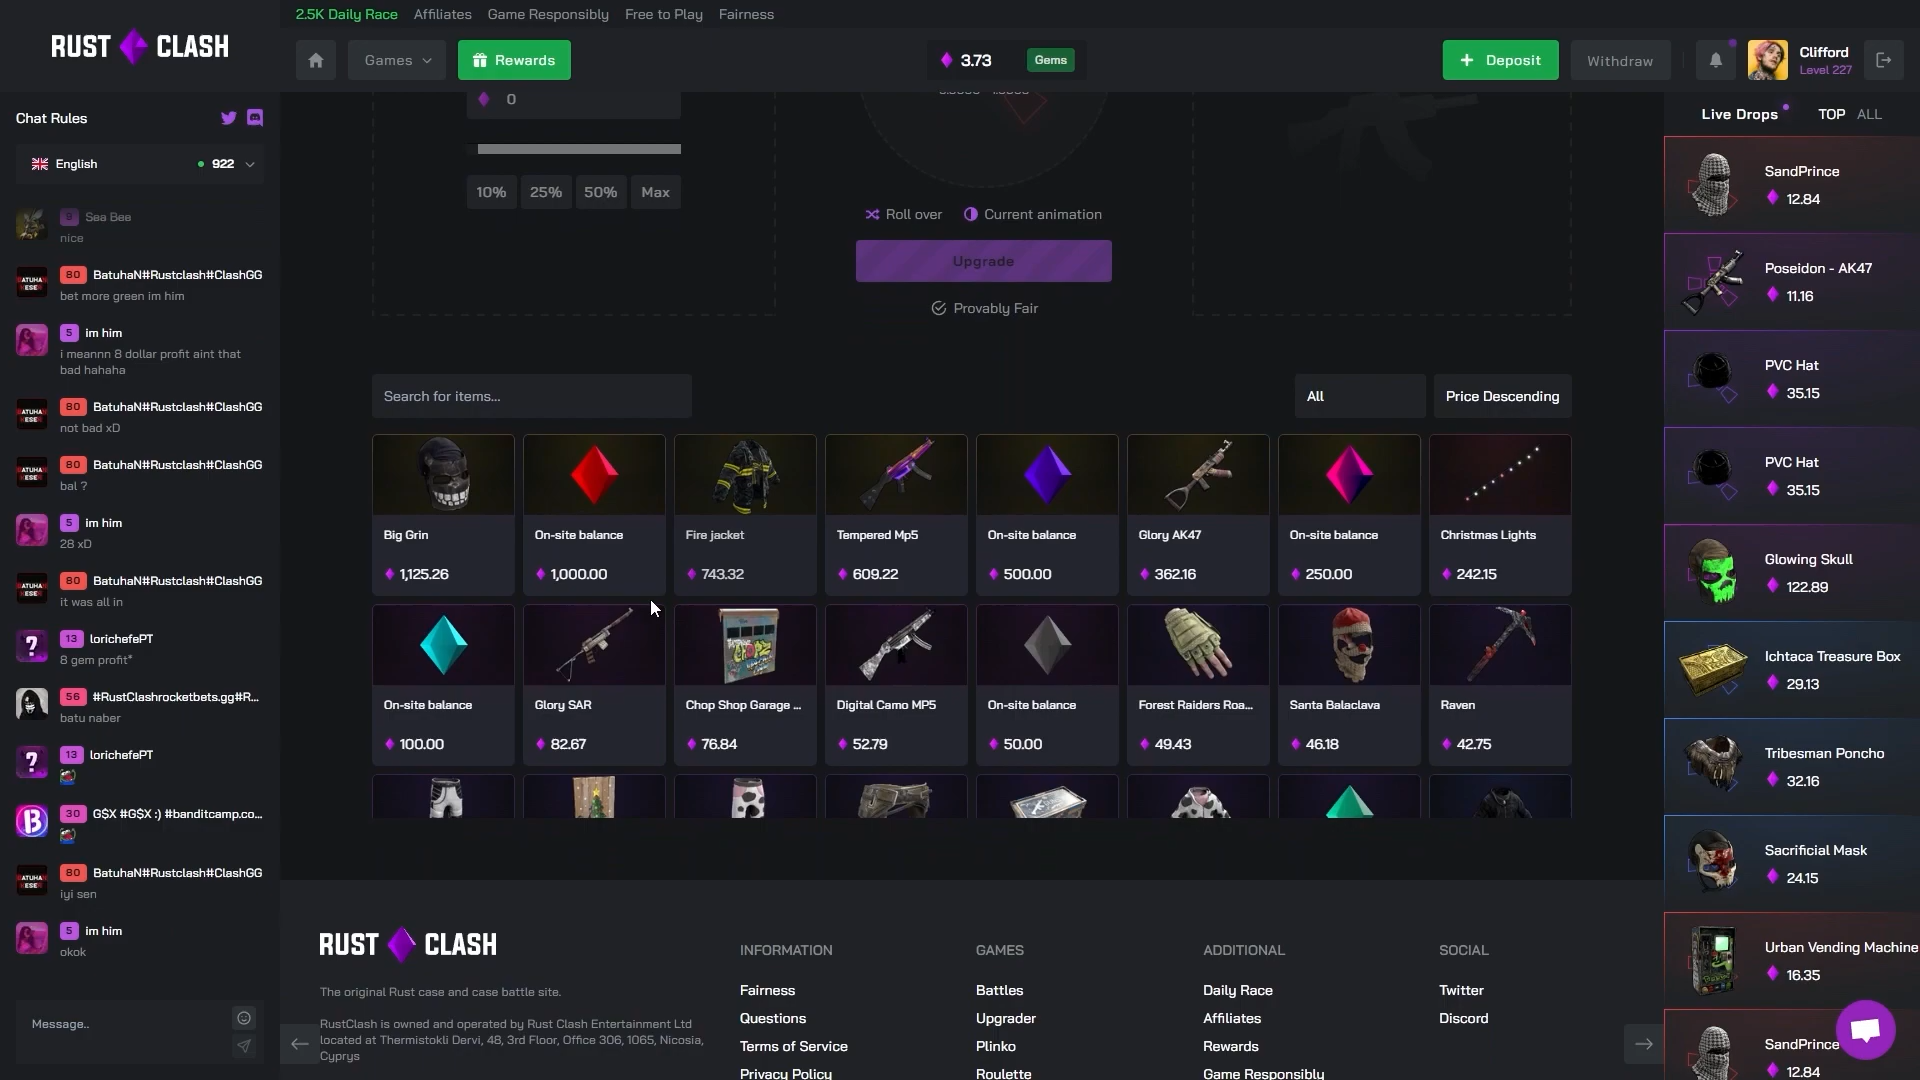 2.5K Daily Race
Affiliates
Game Responsibly
Free to Play
Fairness
RUST CLASH
Games
Rewards
3.73
Gems
Deposit
Withdraw
Clifford
Level 227
Chat Rules
English
922
9 Sea Bee
nice
80 BatuhaN#Rustclash#ClashGG
bet more green im him
5 im him
i meannn 8 dollar profit aint that
bad hahaha
80 BatuhaN#Rustclash#ClashGG
not bad xD
80 BatuhaN#Rustclash#ClashGG
bal ?
5 im him
28 xD
80 BatuhaN#Rustclash#ClashGG
it was all in
13 lorichefePT
8 gem profit*
56 #RustClashrocketbets.gg#R...
batu naber
13 lorichefePT
30 G$X #G$X :) #banditcamp.co...
80 BatuhaN#Rustclash#ClashGG
iyi sen
5 im him
okok
Message..
0
10%
25%
50%
Max
Roll over
Current animation
Upgrade
Provably Fair
Search for items...
All
Price Descending
Big Grin
1,125.26
On-site balance
1,000.00
Fire jacket
743.32
Tempered Mp5
609.22
On-site balance
500.00
Glory AK47
362.16
On-site balance
250.00
Christmas Lights
242.15
On-site balance
100.00
Glory SAR
82.67
Chop Shop Garage ...
76.84
Digital Camo MP5
52.79
On-site balance
50.00
Forest Raiders Roa...
49.43
Santa Balaclava
46.18
Raven
42.75
RUST CLASH
The original Rust case and case battle site.
RustClash is owned and operated by Rust Clash Entertainment Ltd
located at Thermistokli Dervi, 48, 3rd Floor, Office 306, 1065, Nicosia,
Cyprys
INFORMATION
Fairness
Questions
Terms of Service
Privacy Policy
GAMES
Battles
Upgrader
Plinko
Roulette
ADDITIONAL
Daily Race
Affiliates
Rewards
Game Responsibly
SOCIAL
Twitter
Discord
Live Drops
TOP
ALL
SandPrince
12.84
Poseidon - AK47
11.16
PVC Hat
35.15
PVC Hat
35.15
Glowing Skull
122.89
Ichtaca Treasure Box
29.13
Tribesman Poncho
32.16
Sacrificial Mask
24.15
Urban Vending Machine
16.35
SandPrince
12.84